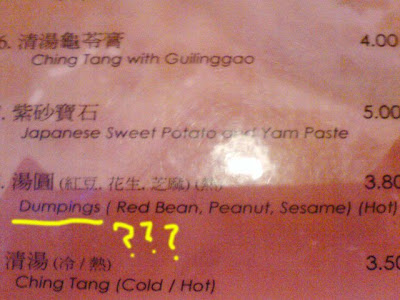 6. 清湯龜苓膏 4.00
Ching Tang with Guilinggao
. 紫砂寶石 5.00
Japanese Sweet Potato and Yam Paste
. 湯圓 (紅豆, 花生, 芝麻) (熱) 3.80
Dumpings ( Red Bean, Peanut, Sesame) (Hot)
???
清湯 (冷 / 熱) 3.50
Ching Tang (Cold / Hot)